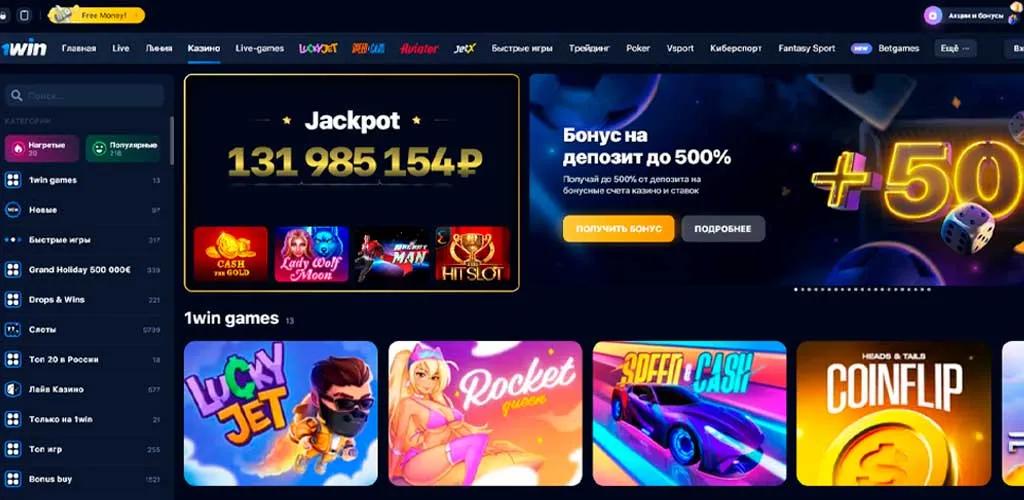 Free Money!
Акции и бонусы
1win
Главная
Live
Линия
Казино
Live-games
LUCKYJET
SPEED&CASH
Aviator
JetX
Быстрые игры
Трейдинг
Poker
Vsport
Киберспорт
Fantasy Sport
NEW
Betgames
Ещё ···
Поиск...
КАТЕГОРИИ
Нагретые
20
Популярные
218
1win games 13
Новые 97
Быстрые игры 317
Grand Holiday 500 000€ 339
Drops & Wins 221
Слоты 9799
Топ 20 в России 18
Лайв Казино 677
Только на 1win 21
Топ игр 255
Bonus buy 1521
Jackpot
131 985 154₽
CASH
THE GOLD
Lady Wolf
Moon
MAN
HIT SLOT
Бонус на
депозит до 500%
Получай до 500% от депозита на
бонусные счета казино и ставок
ПОЛУЧИТЬ БОНУС
ПОДРОБНЕЕ
+50
1win games 13
LUCKY
JET
Rocket
queen
SPEED & CASH
HEADS & TAILS
COINFLIP